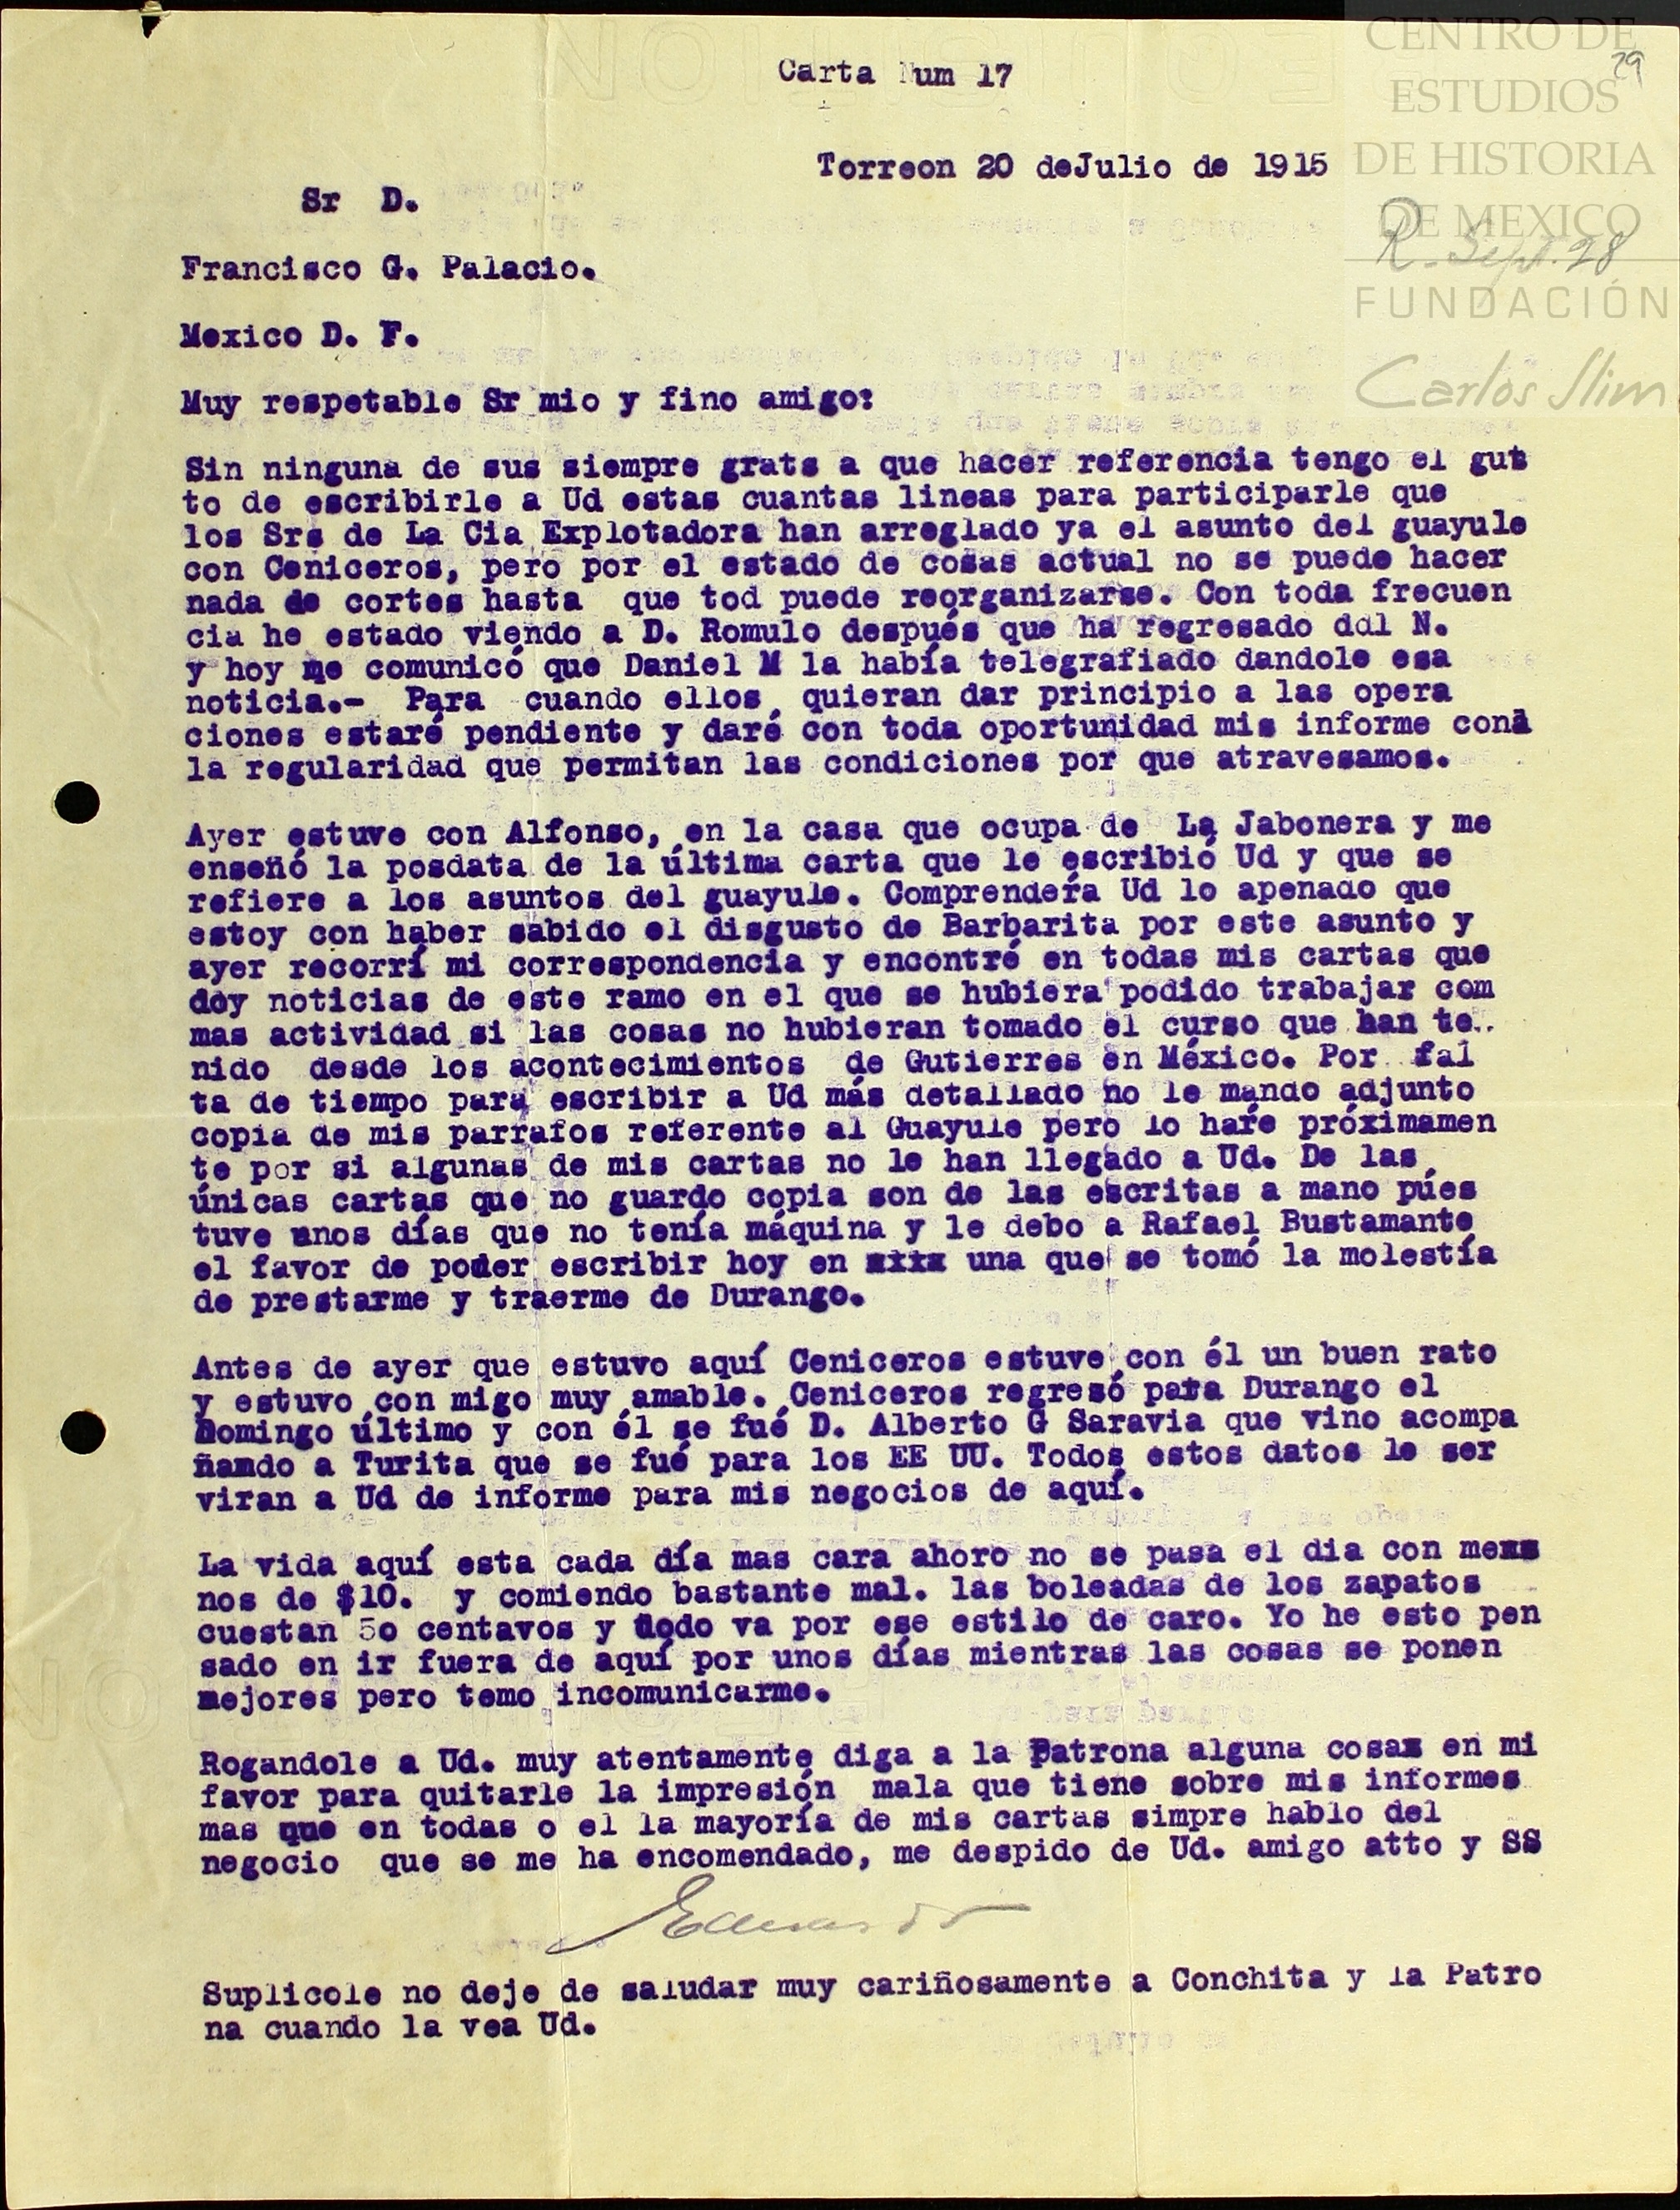 CENTRO DE
29
ESTUDIOS
DE HISTORIA
DE MEXICO
R. Sept. 28
FUNDACIÓN
Carlos Slim
Carta Num 17
Torreon 20 deJulio de 1915
Sr D.
Francisco G. Palacio.
Mexico D. F.
Muy respetable Sr mio y fino amigo:
Sin ninguna de sus siempre grats a que hacer referencia tengo el gus
to de escribirle a Ud estas cuantas lineas para participarle que
los Srs de La Cia Explotadora han arreglado ya el asunto del guayule
con Ceniceros, pero por el estado de cosas actual no se puede hacer
nada de cortes hasta que tod puede reorganizarse. Con toda frecuen
cia he estado viendo a D. Romulo después que ha regresado ddl N.
y hoy me comunicó que Daniel M la había telegrafiado dandole esa
noticia.- Para cuando ellos quieran dar principio a las opera
ciones estaré pendiente y daré con toda oportunidad mis informe con
la regularidad que permitan las condiciones por que atravesamos.
Ayer estuve con Alfonso, en la casa que ocupa de La Jabonera y me
enseñó la posdata de la última carta que le escribió Ud y que se
refiere a los asuntos del guayule. Comprendera Ud lo apenado que
estoy con haber sabido el disgusto de Barbarita por este asunto y
ayer recorrí mi correspondencia y encontré en todas mis cartas que
doy noticias de este ramo en el que se hubiera podido trabajar com
mas actividad si las cosas no hubieran tomado el curso que han te..
nido desde los acontecimientos de Gutierres en México. Por fal
ta de tiempo para escribir a Ud más detallado no le mando adjunto
copia de mis parrafos referente al Guayule pero lo haré próximamen
te por si algunas de mis cartas no le han llegado a Ud. De las
únicas cartas que no guardo copia son de las escritas a mano púes
tuve unos días que no tenía máquina y le debo a Rafael Bustamante
el favor de poder escribir hoy en xxxx una que se tomó la molestía
de prestarme y traerme de Durango.
Antes de ayer que estuvo aquí Ceniceros estuve con él un buen rato
y estuvo con migo muy amable. Ceniceros regresó para Durango el
Domingo último y con él se fué D. Alberto G Saravia que vino acompa
ñando a Turita que se fué para los EE UU. Todos estos datos le ser
viran a Ud de informe para mis negocios de aquí.
La vida aquí esta cada día mas cara ahoro no se pasa el dia con mexx
nos de $10. y comiendo bastante mal. las boleadas de los zapatos
cuestan 5o centavos y todo va por ese estilo de caro. Yo he esto pen
sado en ir fuera de aquí por unos días mientras las cosas se ponen
mejores pero temo incomunicarme.
Rogandole a Ud. muy atentamente diga a la Patrona alguna cosax en mi
favor para quitarle la impresión mala que tiene sobre mis informes
mas que en todas o el la mayoría de mis cartas simpre hablo del
negocio que se me ha encomendado, me despido de Ud. amigo atto y SS
Eduardo
Suplicole no deje de saludar muy cariñosamente a Conchita y la Patro
na cuando la vea Ud.